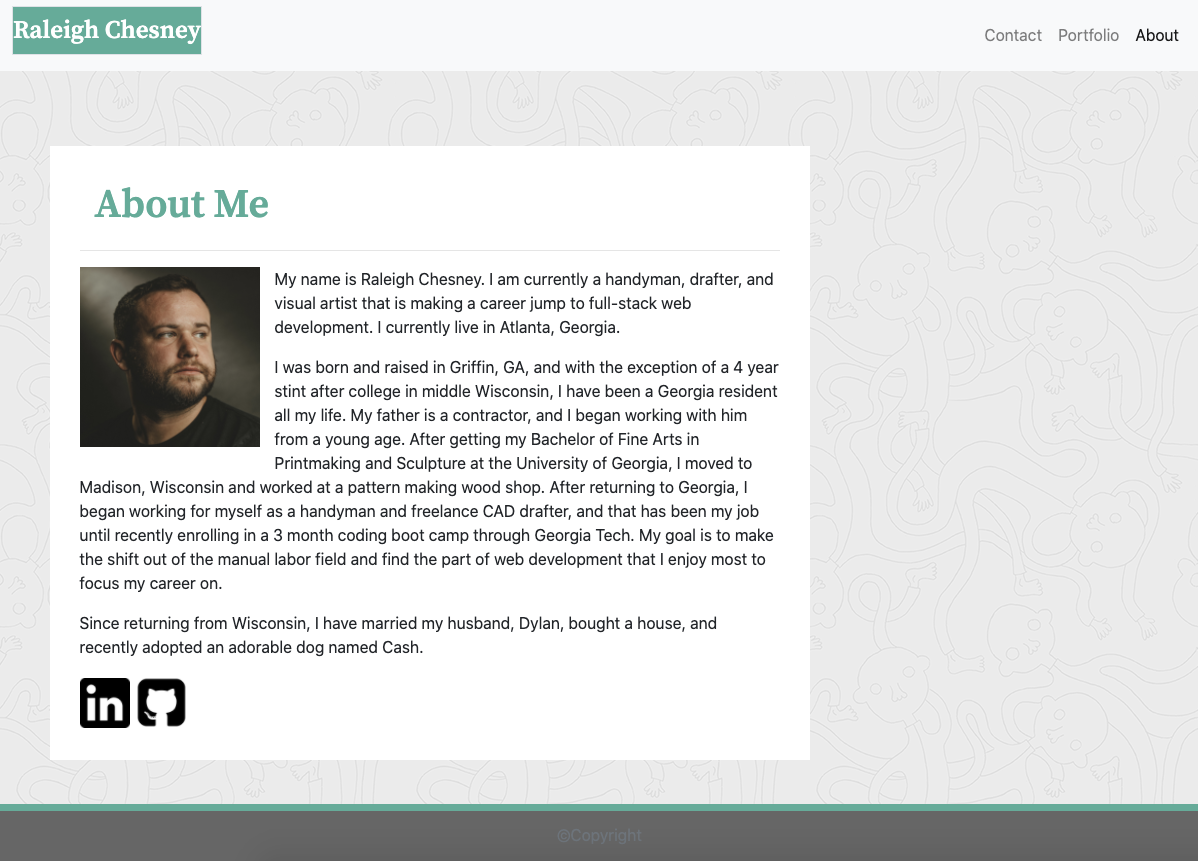 Raleigh Chesney
Contact Portfolio About
About Me
My name is Raleigh Chesney. I am currently a handyman, drafter, and
visual artist that is making a career jump to full-stack web
development. I currently live in Atlanta, Georgia.
I was born and raised in Griffin, GA, and with the exception of a 4 year
stint after college in middle Wisconsin, I have been a Georgia resident
all my life. My father is a contractor, and I began working with him
from a young age. After getting my Bachelor of Fine Arts in
Printmaking and Sculpture at the University of Georgia, I moved to
Madison, Wisconsin and worked at a pattern making wood shop. After returning to Georgia, I
began working for myself as a handyman and freelance CAD drafter, and that has been my job
until recently enrolling in a 3 month coding boot camp through Georgia Tech. My goal is to make
the shift out of the manual labor field and find the part of web development that I enjoy most to
focus my career on.
Since returning from Wisconsin, I have married my husband, Dylan, bought a house, and
recently adopted an adorable dog named Cash.
in
©Copyright